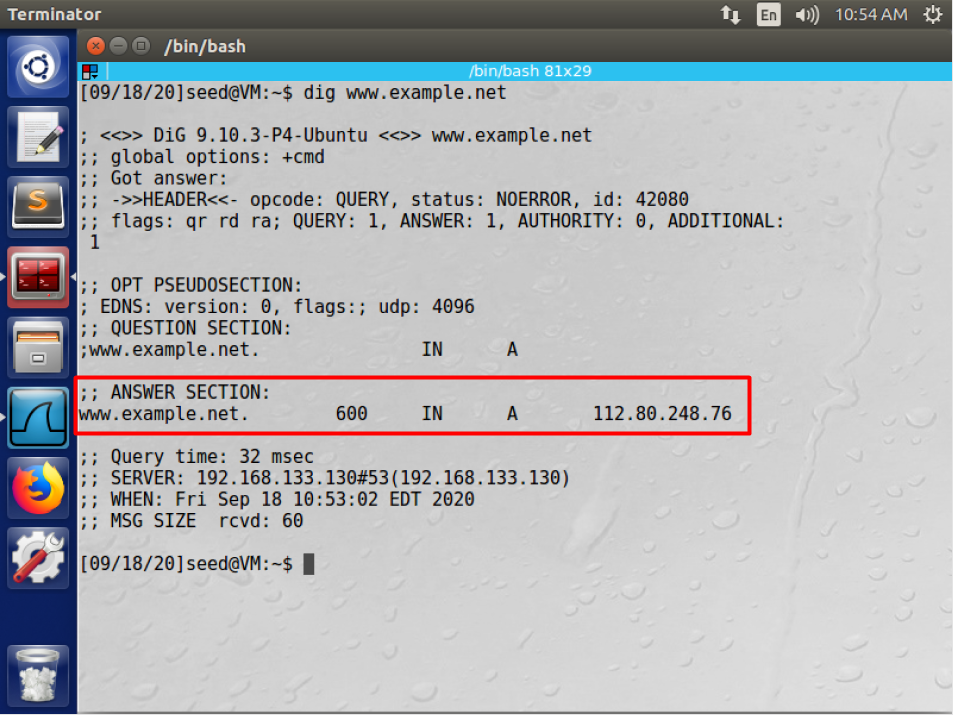 Terminator
En
10:54 AM
/bin/bash
/bin/bash 81x29
[09/18/20]seed@VM:~$ dig www.example.net
; <<>> DiG 9.10.3-P4-Ubuntu <<>> www.example.net
;; global options: +cmd
;; Got answer:
;; ->>HEADER<<- opcode: QUERY, status: NOERROR, id: 42080
;; flags: qr rd ra; QUERY: 1, ANSWER: 1, AUTHORITY: 0, ADDITIONAL:
1
;; OPT PSEUDOSECTION:
; EDNS: version: 0, flags:; udp: 4096
;; QUESTION SECTION:
;www.example.net. IN A
;; ANSWER SECTION:
www.example.net. 600 IN A 112.80.248.76
;; Query time: 32 msec
;; SERVER: 192.168.133.130#53(192.168.133.130)
;; WHEN: Fri Sep 18 10:53:02 EDT 2020
;; MSG SIZE rcvd: 60
[09/18/20]seed@VM:~$